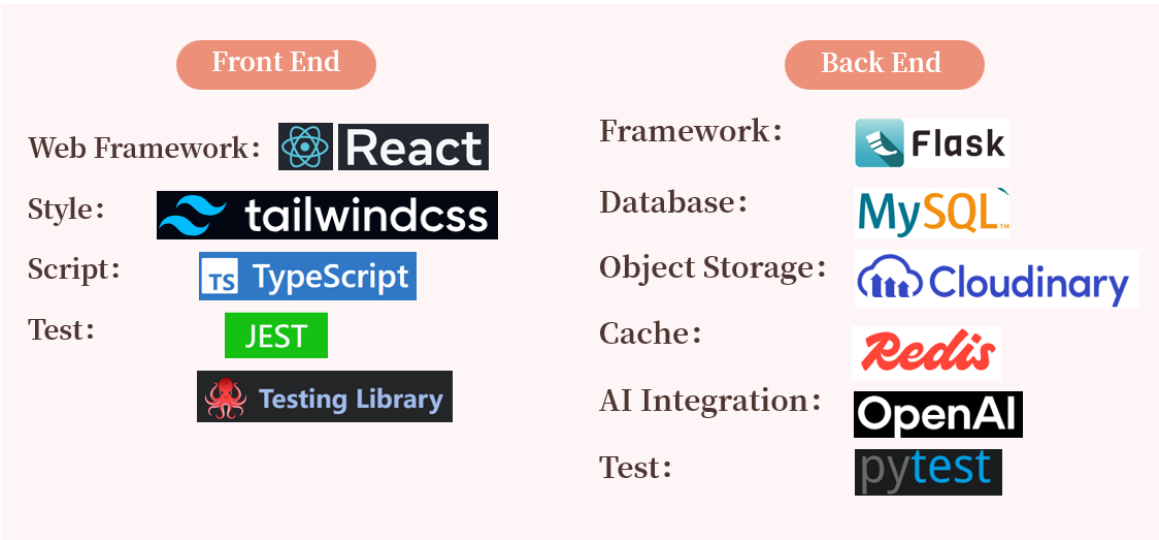 Front End
Web Framework： React
Style： tailwindcss
Script： TS TypeScript
Test： JEST
Testing Library
Back End
Framework： Flask
Database： MySQL™
Object Storage： Cloudinary
Cache： Redis
AI Integration： OpenAI
Test： pytest